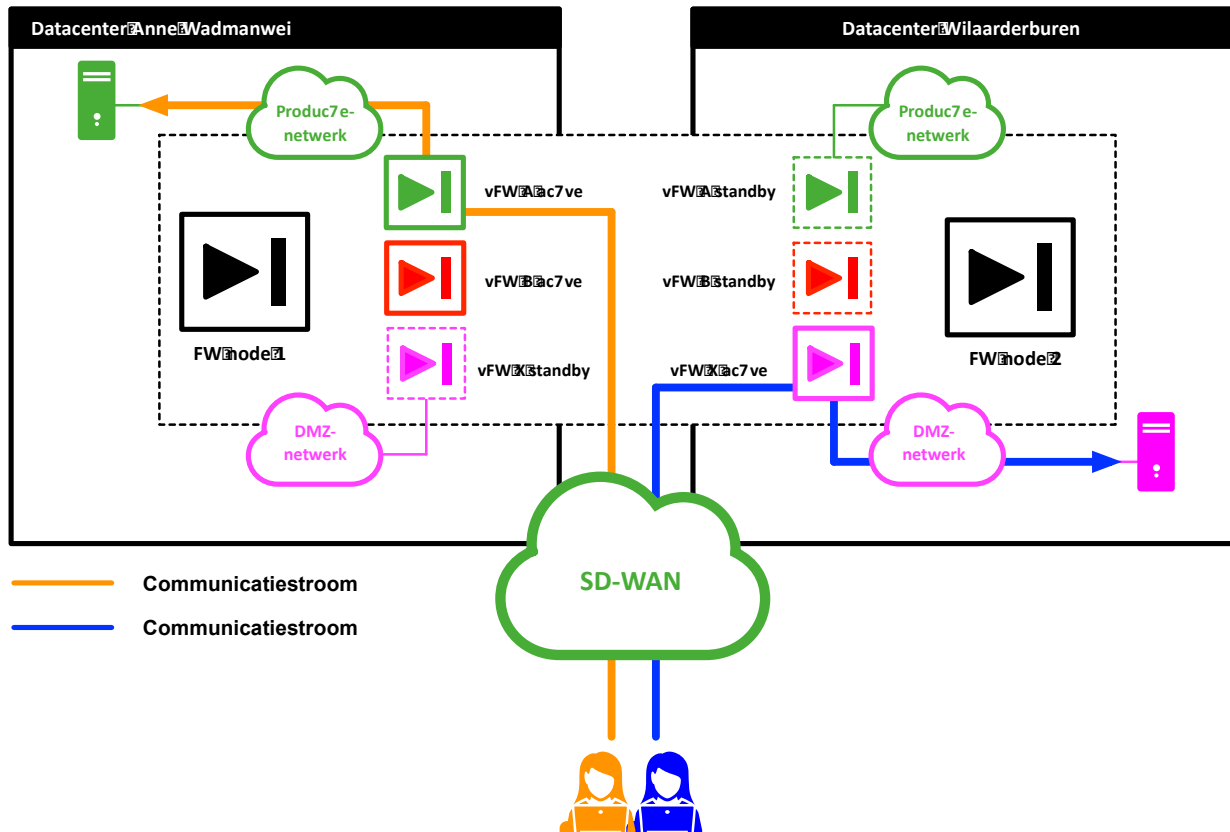 Datacenter Anne Wadmanwei
Datacenter Wilaarderburen
Produc7e-
netwerk
Produc7e-
netwerk
vFW A ac7ve
vFW A standby
vFW B ac7ve
vFW B standby
FW node 1
vFW X standby
vFW X ac7ve
FW node 2
DMZ-
netwerk
DMZ-
netwerk
SD-WAN
Communicatiestroom
Communicatiestroom